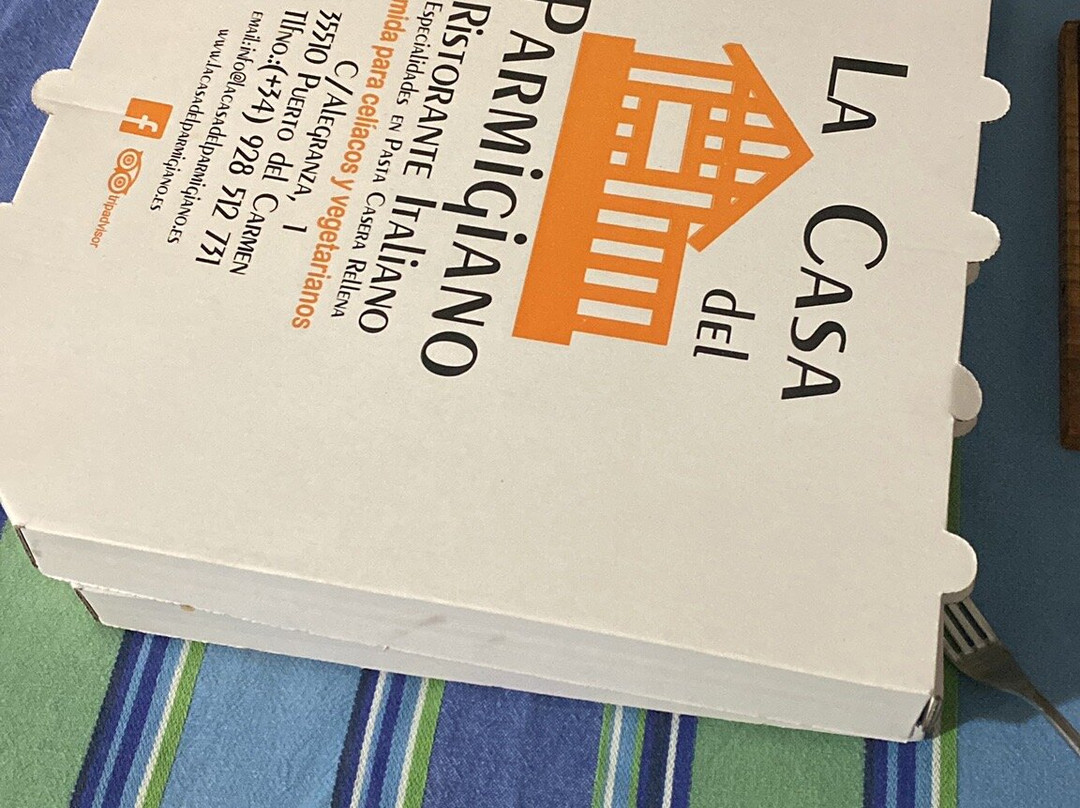 La Casa
del
Parmigiano
Ristorante Italiano
Especialidades en Pasta Casera Rellena
mida para celíacos y vegetarianos
C/Alegranza, 1
35510 Puerto del Carmen
Tlfno.:(+34) 928 512 731
email:info@lacasadelparmigiano.es
www.lacasadelparmigiano.es
f tripadvisor